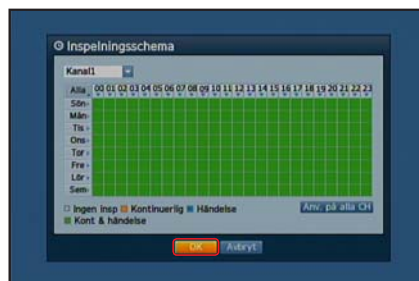 Inspelningsschema
Kanal1
Alla 00 01 02 03 04 05 06 07 08 09 10 11 12 13 14 15 16 17 18 19 20 21 22 23
Sön
Mån
Tis
Ons
Tor
Fre
Lör
Sem
Ingen insp Kontinuerlig Händelse Anv. på alla CH
Kont & händelse
OK Avbryt